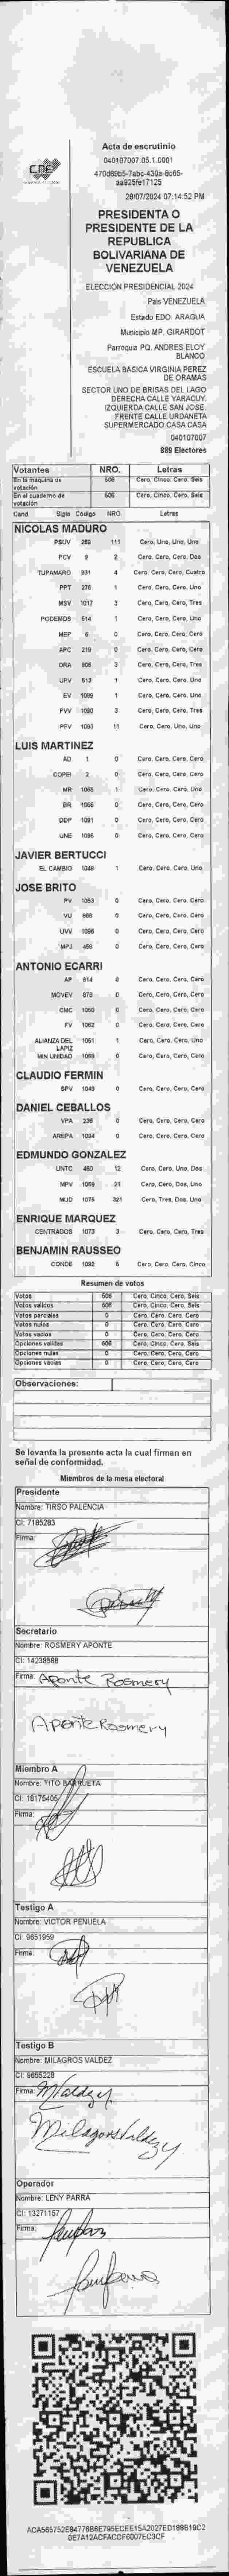 CNE
Acta de escrutinio
040107007.05.1.0001
470d69b5-7abc-430a-8c65-
aa925fe17125
28/07/2024 07:14:52 PM
PRESIDENTA O
PRESIDENTE DE LA
REPUBLICA
BOLIVARIANA DE
VENEZUELA
ELECCIÓN PRESIDENCIAL 2024
Pais VENEZUELA
Estado EDO. ARAGUA
Municipio MP. GIRARDOT
Parroquia PQ. ANDRES ELOY
BLANCO
ESCUELA BASICA VIRGINIA PEREZ
DE ORAMAS
SECTOR UNO DE BRISAS DEL LAGO
DERECHA CALLE YARACUY.
IZQUIERDA CALLE SAN JOSE.
FRENTE CALLE URDANETA
SUPERMERCADO CASA CASA
040107007
889 Electores
Votantes NRO. Letras
En la máquina de votación 506 Cero, Cinco, Cero, Seis
En el cuaderno de votación 506 Cero, Cinco, Cero, Seis
Cand. Sigla Código NRO Letras
NICOLAS MADURO
PSUV 269 111 Cero, Uno, Uno, Uno
PCV 9 2 Cero, Cero, Cero, Dos
TUPAMARO 931 4 Cero, Cero, Cero, Cuatro
PPT 276 1 Cero, Cero, Cero, Uno
MSV 1017 3 Cero, Cero, Cero, Tres
PODEMOS 514 1 Cero, Cero, Cero, Uno
MEP 6 0 Cero, Cero, Cero, Cero
APC 219 0 Cero, Cero, Cero, Cero
ORA 906 3 Cero, Cero, Cero, Tres
UPV 613 1 Cero, Cero, Cero, Uno
EV 1099 1 Cero, Cero, Cero, Uno
PVV 1090 3 Cero, Cero, Cero, Tres
PFV 1093 11 Cero, Cero, Uno, Uno
LUIS MARTINEZ
AD 1 0 Cero, Cero, Cero, Cero
COPEI 2 0 Cero, Cero, Cero, Cero
MR 1065 1 Cero, Cero, Cero, Uno
BR 1066 0 Cero, Cero, Cero, Cero
DDP 1091 0 Cero, Cero, Cero, Cero
UNE 1095 0 Cero, Cero, Cero, Cero
JAVIER BERTUCCI
EL CAMBIO 1048 1 Cero, Cero, Cero, Uno
JOSE BRITO
PV 1053 0 Cero, Cero, Cero, Cero
VU 968 0 Cero, Cero, Cero, Cero
UVV 1096 0 Cero, Cero, Cero, Cero
MPJ 456 0 Cero, Cero, Cero, Cero
ANTONIO ECARRI
AP 914 0 Cero, Cero, Cero, Cero
MOVEV 879 0 Cero, Cero, Cero, Cero
CMC 1060 0 Cero, Cero, Cero, Cero
FV 1062 0 Cero, Cero, Cero, Cero
ALIANZA DEL LAPIZ 1051 1 Cero, Cero, Cero, Uno
MIN UNIDAD 1069 0 Cero, Cero, Cero, Cero
CLAUDIO FERMIN
SPV 1049 0 Cero, Cero, Cero, Cero
DANIEL CEBALLOS
VPA 236 0 Cero, Cero, Cero, Cero
AREPA 1094 0 Cero, Cero, Cero, Cero
EDMUNDO GONZALEZ
UNTC 460 12 Cero, Cero, Uno, Dos
MPV 1069 21 Cero, Cero, Dos, Uno
MUD 1075 321 Cero, Tres, Dos, Uno
ENRIQUE MARQUEZ
CENTRADOS 1073 3 Cero, Cero, Cero, Tres
BENJAMIN RAUSSEO
CONDE 1092 5 Cero, Cero, Cero, Cinco
Resumen de votos
Votos 506 Cero, Cinco, Cero, Seis
Votos validos 506 Cero, Cinco, Cero, Seis
Votos parciales 0 Cero, Cero, Cero, Cero
Votos nulos 0 Cero, Cero, Cero, Cero
Votos vacios 0 Cero, Cero, Cero, Cero
Opciones validas 506 Cero, Cinco, Cero, Seis
Opciones nulas 0 Cero, Cero, Cero, Cero
Opciones vacias 0 Cero, Cero, Cero, Cero
Observaciones:
Se levanta la presente acta la cual firman en
señal de conformidad.
Miembros de la mesa electoral
Presidente
Nombre: TIRSO PALENCIA
CI: 7185283
Firma:
Secretario
Nombre: ROSMERY APONTE
CI: 14238588
Firma: Aponte Rosmery
Aponte Rosmery
Miembro A
Nombre: TITO BARRUETA
CI: 16175405
Firma:
Testigo A
Nombre: VICTOR PENUELA
CI: 9651959
Firma:
Testigo B
Nombre: MILAGROS VALDEZ
CI: 9665228
Firma: MValdez
Milagros Valdez
Operador
Nombre: LENY PARRA
CI: 13271157
Firma:
ACA565752E94776B6E795ECEE15A2027ED188B19C2
0E7A12ACFACCF6007EC3CF